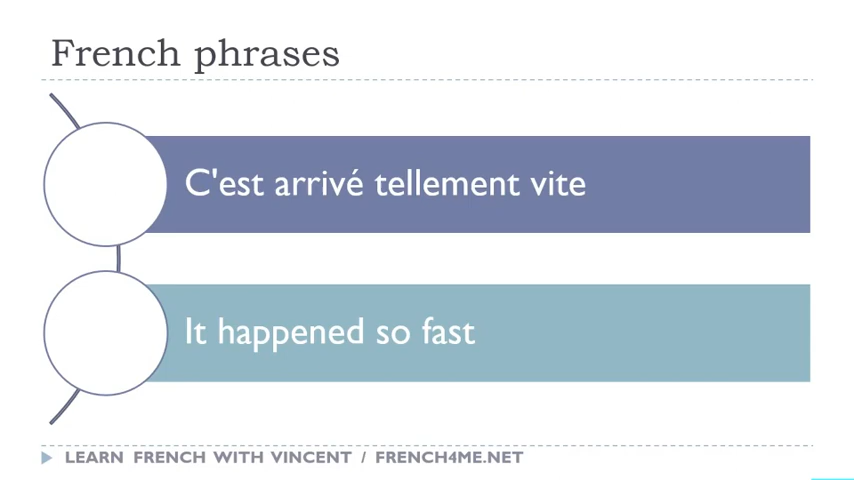 French phrases
C'est arrivé tellement vite
It happened so fast
LEARN FRENCH WITH VINCENT / FRENCH4ME.NET